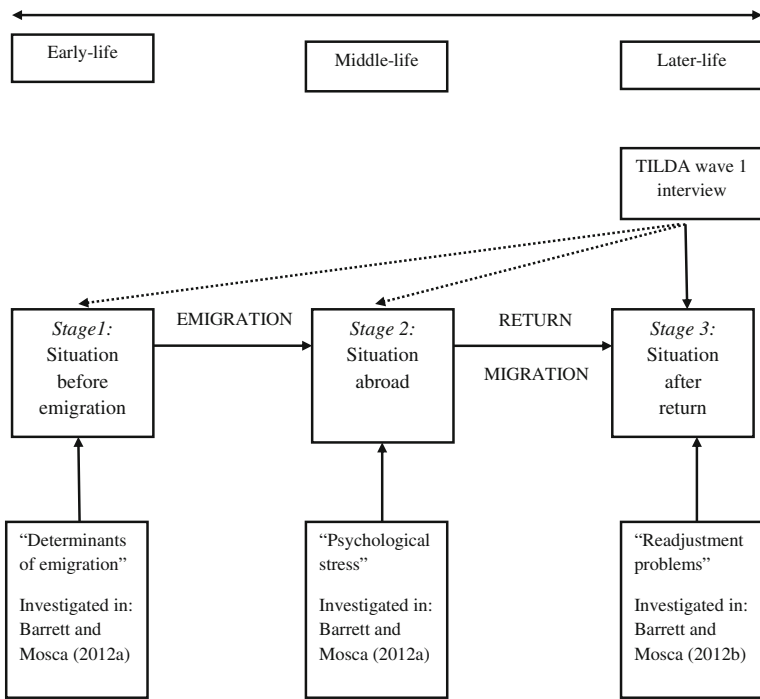 Early-life
Middle-life
Later-life
TILDA wave 1
interview
Stage1:
Situation
before
emigration
EMIGRATION
Stage 2:
Situation
abroad
RETURN
MIGRATION
Stage 3:
Situation
after
return
“Determinants
of emigration”
Investigated in:
Barrett and
Mosca (2012a)
“Psychological
stress”
Investigated in:
Barrett and
Mosca (2012a)
“Readjustment
problems”
Investigated in:
Barrett and
Mosca (2012b)